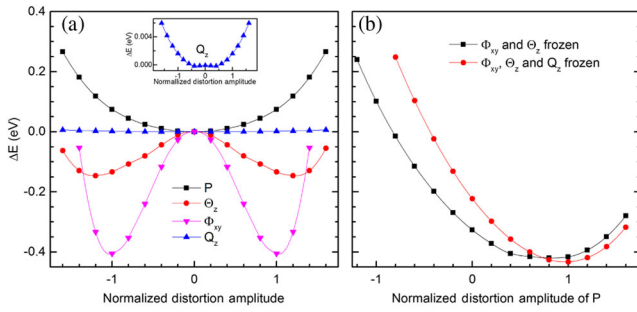 (a)
ΔE (eV)
0.4
0.2
0.0
-0.2
-0.4
ΔE (eV)
0.004
0.000
Q_z
-1 0 1
Normalized distortion amplitude
P
Θ_z
Φ_xy
Q_z
-1 0 1
Normalized distortion amplitude
(b)
Φ_xy and Θ_z frozen
Φ_xy, Θ_z and Q_z frozen
-1 0 1
Normalized distortion amplitude of P